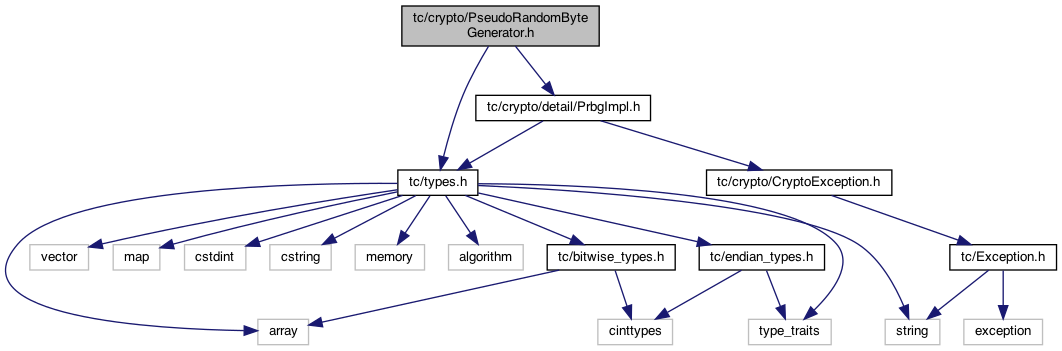 tc/crypto/PseudoRandomByte
Generator.h
tc/crypto/detail/PrbgImpl.h
tc/types.h
tc/crypto/CryptoException.h
vector
map
cstdint
cstring
memory
algorithm
tc/bitwise_types.h
tc/endian_types.h
tc/Exception.h
array
cinttypes
type_traits
string
exception